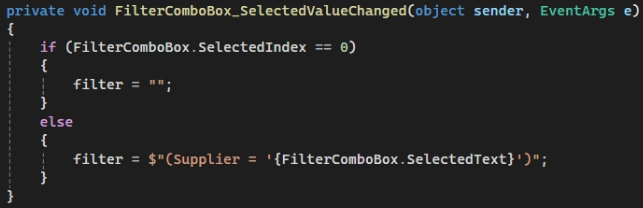 private void FilterComboBox_SelectedValueChanged(object sender, EventArgs e)
{
    if (FilterComboBox.SelectedIndex == 0)
    {
        filter = "";
    }
    else
    {
        filter = $"(Supplier = '{FilterComboBox.SelectedText}')";
    }
}